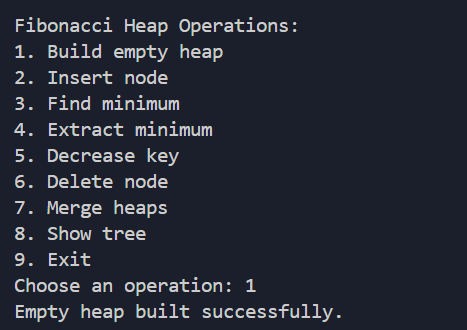 Fibonacci Heap Operations:
1. Build empty heap
2. Insert node
3. Find minimum
4. Extract minimum
5. Decrease key
6. Delete node
7. Merge heaps
8. Show tree
9. Exit
Choose an operation: 1
Empty heap built successfully.